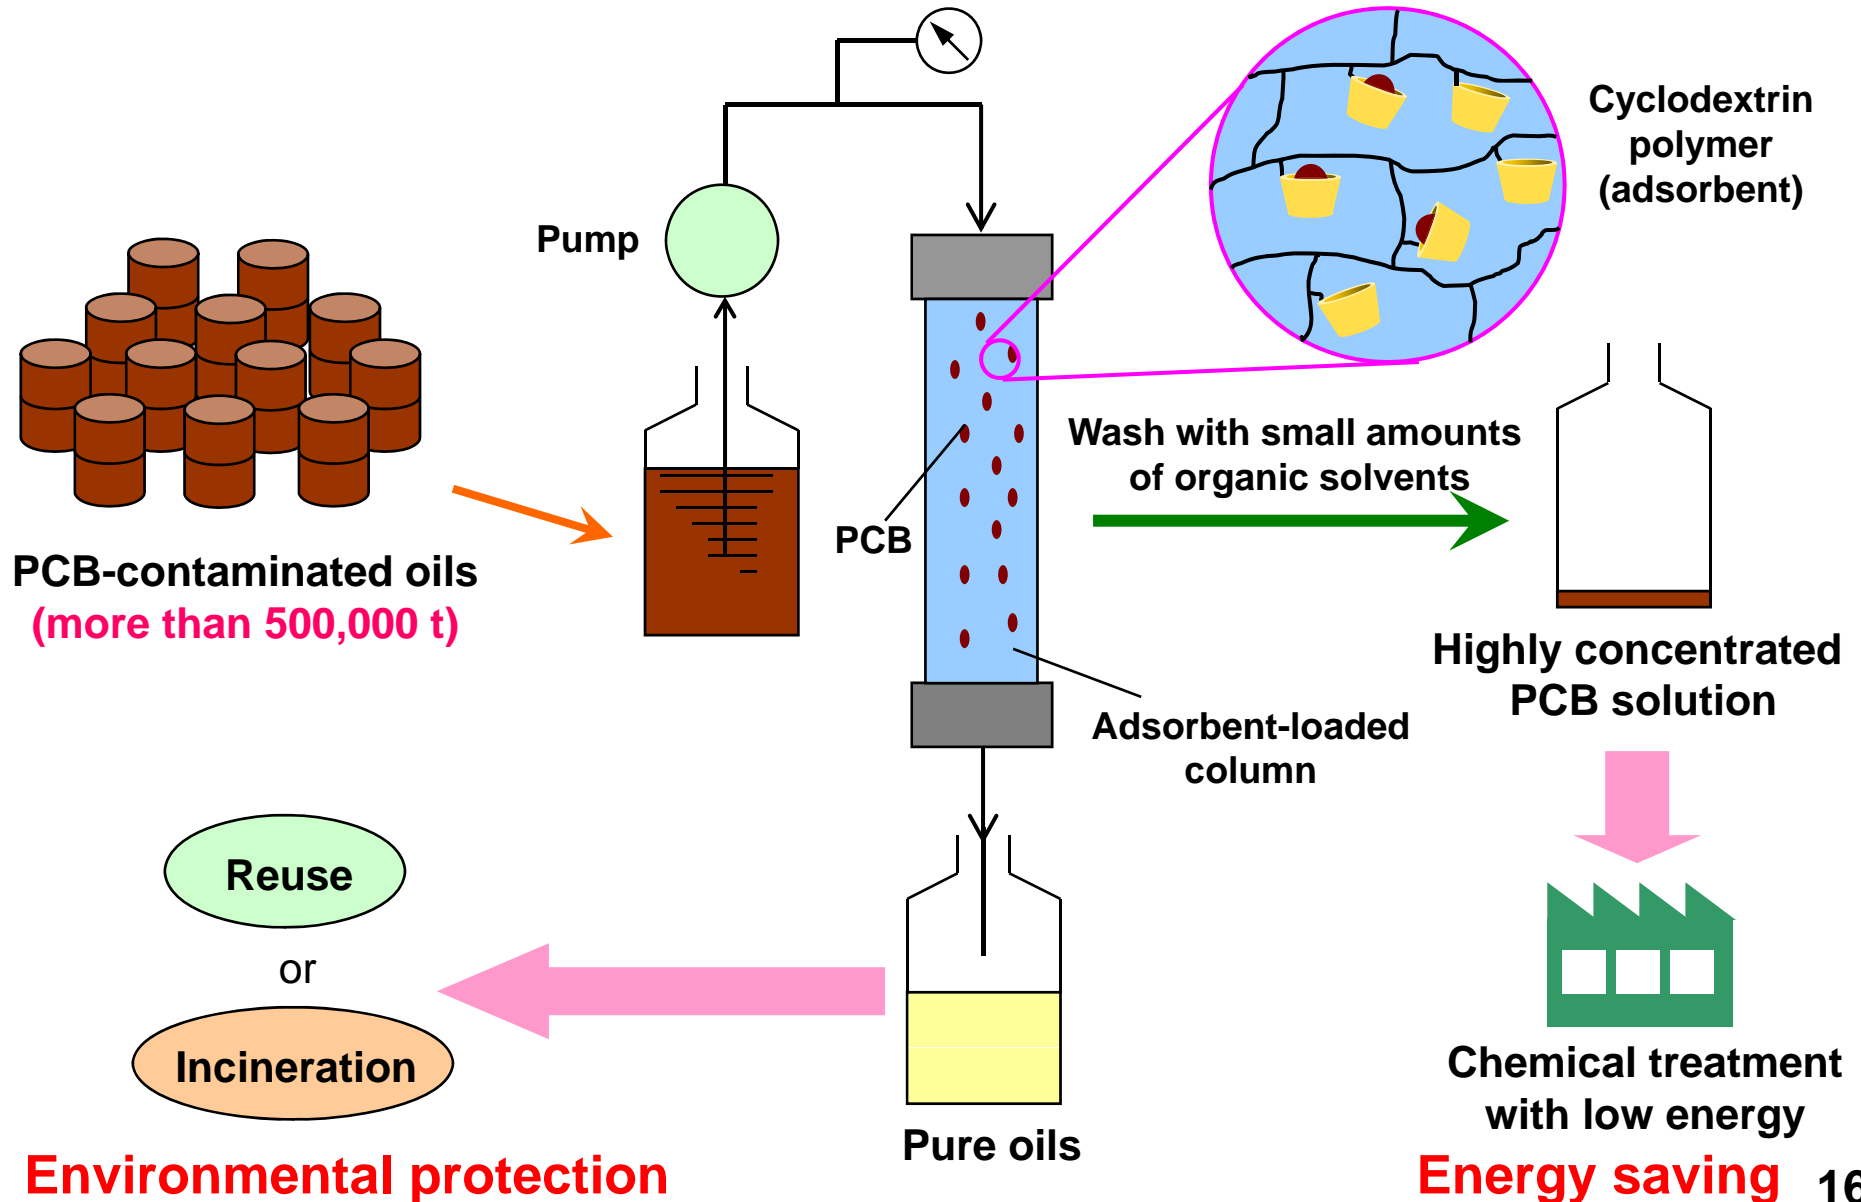 Cyclodextrin
polymer
(adsorbent)
Pump
PCB-contaminated oils
(more than 500,000 t)
PCB
Wash with small amounts
of organic solvents
Highly concentrated
PCB solution
Adsorbent-loaded
column
Reuse
or
Incineration
Pure oils
Chemical treatment
with low energy
Environmental protection
Energy saving
16